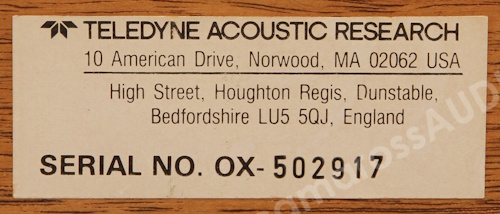 TELEDYNE ACOUSTIC RESEARCH
10 American Drive, Norwood, MA 02062 USA
High Street, Houghton Regis, Dunstable,
Bedfordshire LU5 5QJ, England
SERIAL NO. OX-502917